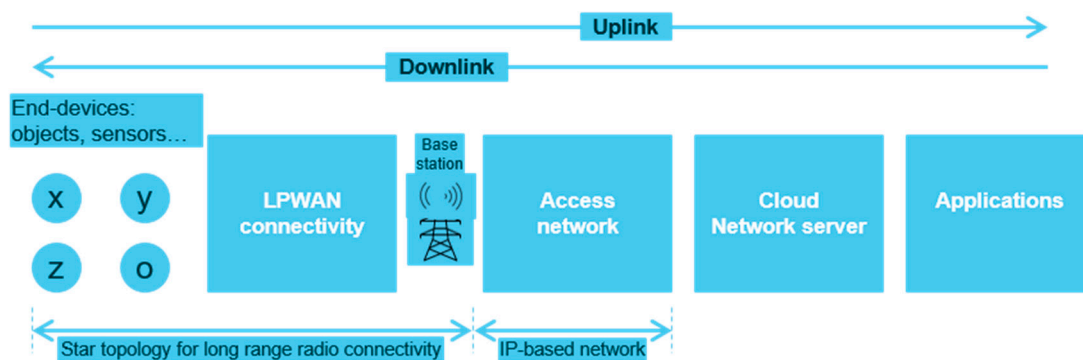 Uplink
Downlink
End-devices:
objects, sensors...
x
y
z
o
LPWAN
connectivity
Base
station
Access
network
Cloud
Network server
Applications
Star topology for long range radio connectivity
IP-based network